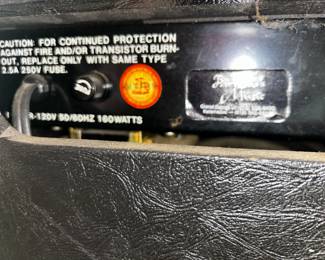 CAUTION: FOR CONTINUED PROTECTION
AGAINST FIRE AND/OR TRANSISTOR BURN-
OUT, REPLACE ONLY WITH SAME TYPE
2.5A 250V FUSE.
-120V 50/60HZ 160WATTS